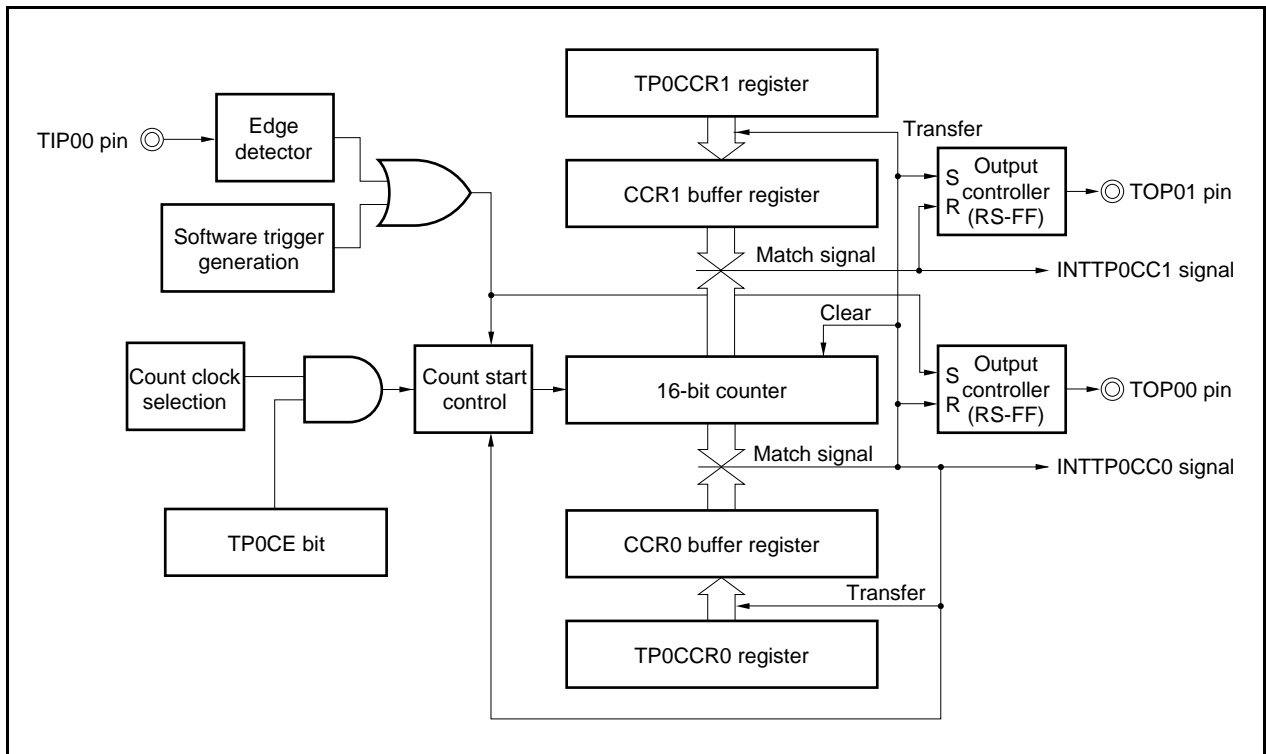 TP0CCR1 register
Transfer
TIP00 pin
Edge
detector
CCR1 buffer register
S
R
Output
controller
(RS-FF)
TOP01 pin
Software trigger
generation
Match signal
INTTP0CC1 signal
Clear
Count clock
selection
Count start
control
16-bit counter
S
R
Output
controller
(RS-FF)
TOP00 pin
Match signal
INTTP0CC0 signal
TP0CE bit
CCR0 buffer register
Transfer
TP0CCR0 register